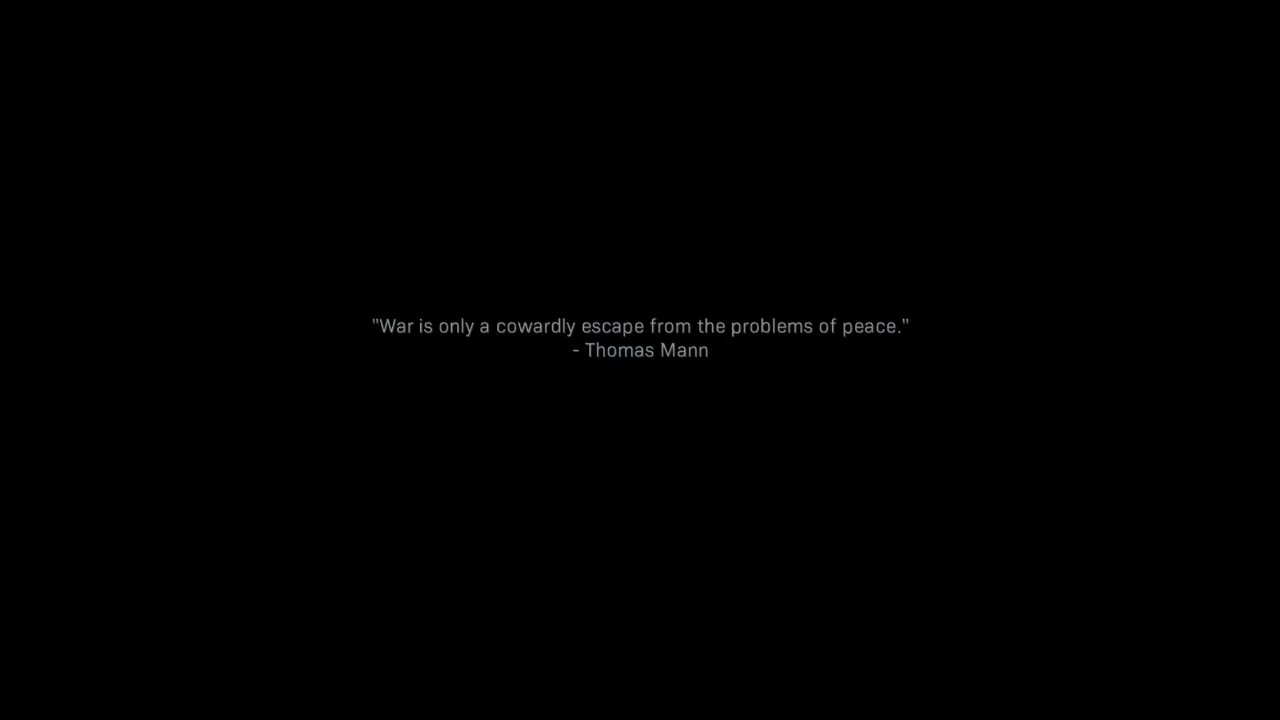 "War is only a cowardly escape from the problems of peace."
- Thomas Mann